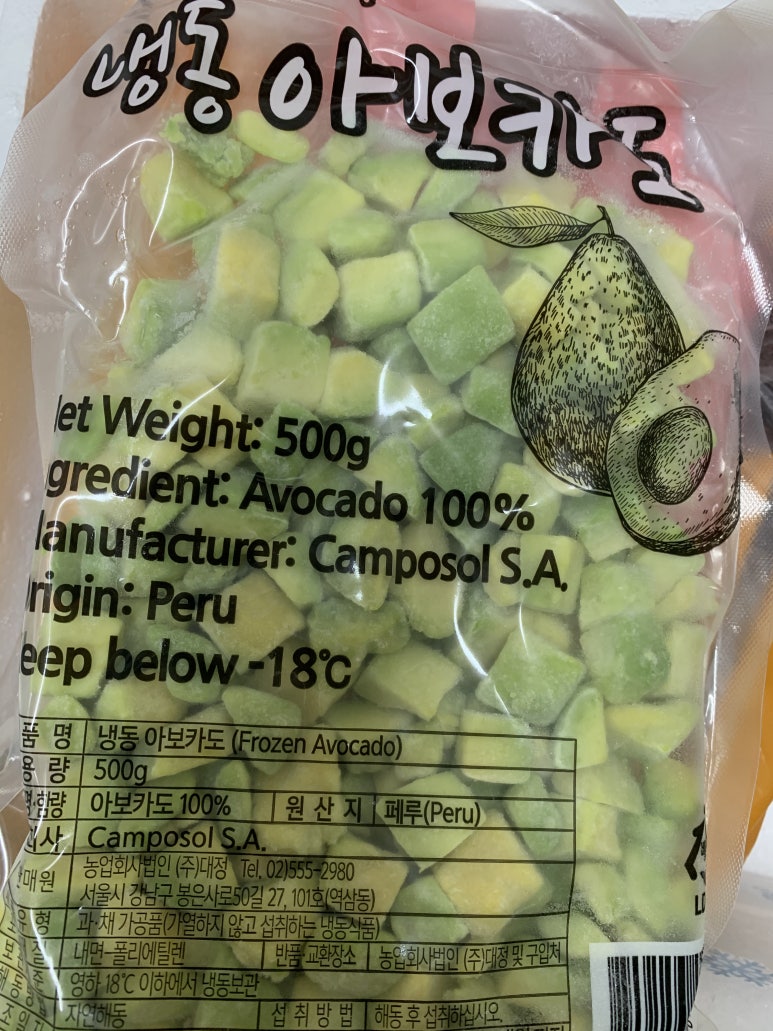 냉동 아보카도
et Weight: 500g
gredient: Avocado 100%
anufacturer: Camposol S.A.
rigin: Peru
eep below -18℃
품 명 냉동 아보카도 (Frozen Avocado)
용 량 500g
함량 아보카도 100% 원 산 지 페루(Peru)
사 Camposol S.A.
매원 농업회사법인 (주)대정 Tel. 02)555-2980
서울시 강남구 봉은사로50길 27, 101호(역삼동)
형 과·채 가공품(가열하지 않고 섭취하는 냉동식품)
질 내면-폴리에틸렌 반품 교환장소 농업회사법인 (주)대정 및 구입처
영하 18℃ 이하에서 냉동보관
자연해동 섭 취 방 법 해동 후 섭취하십시오.